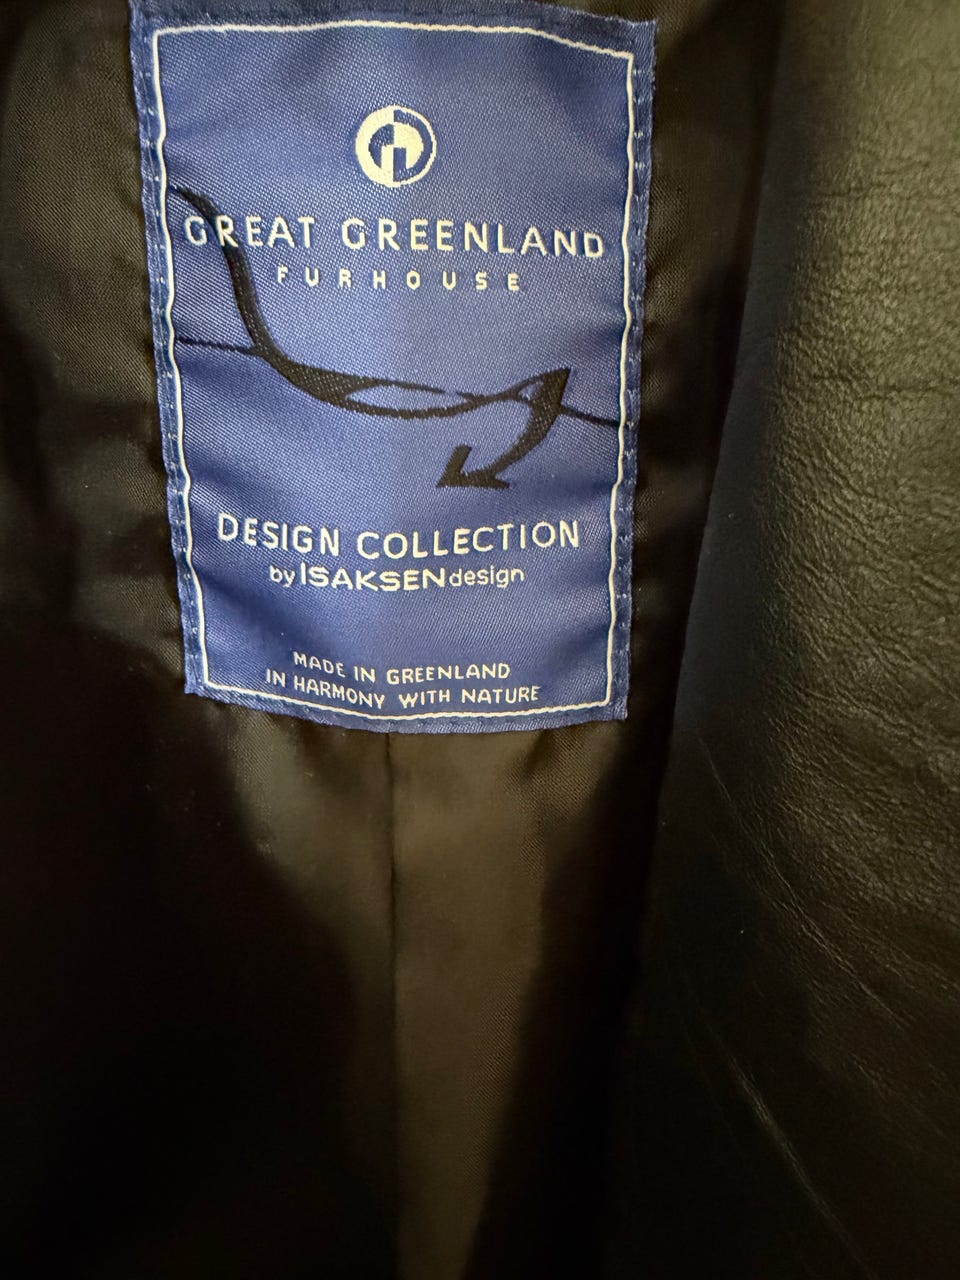 GREAT GREENLAND
FURHOUSE
DESIGN COLLECTION
by ISAKSEN design
MADE IN GREENLAND
IN HARMONY WITH NATURE